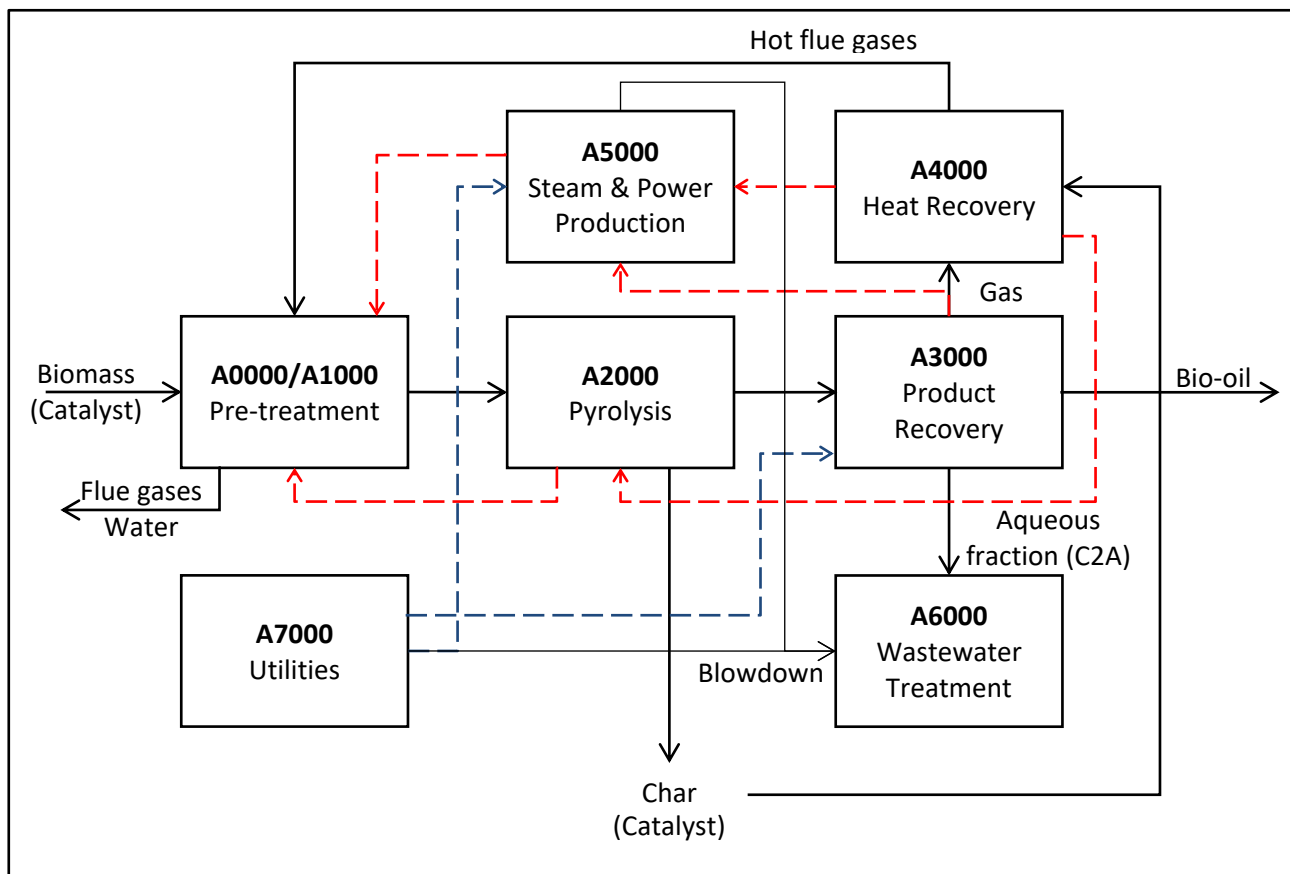 Hot flue gases
A5000
Steam & Power
Production
A4000
Heat Recovery
Gas
Biomass
(Catalyst)
A0000/A1000
Pre-treatment
A2000
Pyrolysis
A3000
Product
Recovery
Bio-oil
Flue gases
Water
Aqueous
fraction (C2A)
A7000
Utilities
Blowdown
A6000
Wastewater
Treatment
Char
(Catalyst)